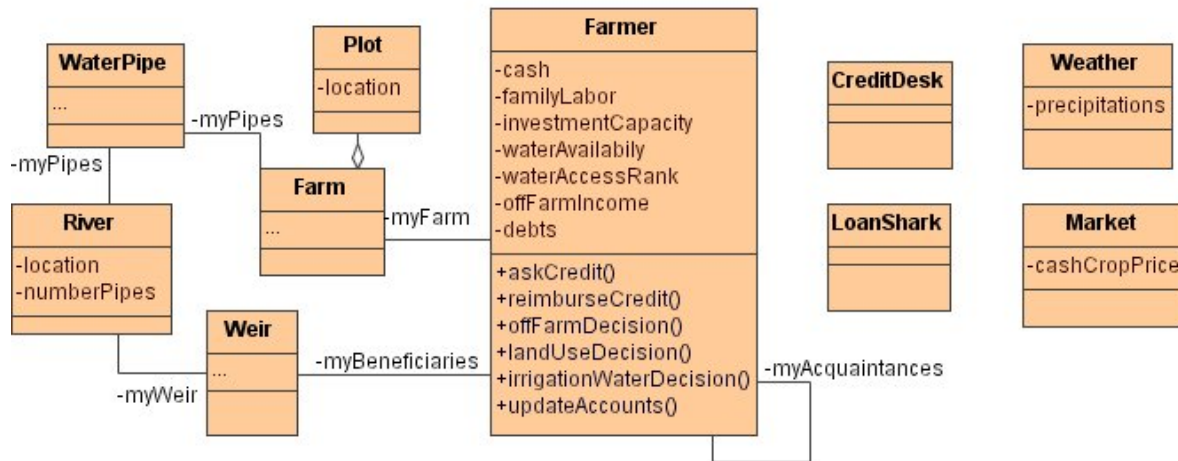 WaterPipe
...
-myPipes
-myPipes
Plot
-location
Farm
...
-myFarm
River
-location
-numberPipes
-myWeir
Weir
...
-myBeneficiaries
Farmer
-cash
-familyLabor
-investmentCapacity
-waterAvailabily
-waterAccessRank
-offFarmIncome
-debts
+askCredit()
+reimburseCredit()
+offFarmDecision()
+landUseDecision()
+irrigationWaterDecision()
+updateAccounts()
-myAcquaintances
CreditDesk
LoanShark
Weather
-precipitations
Market
-cashCropPrice